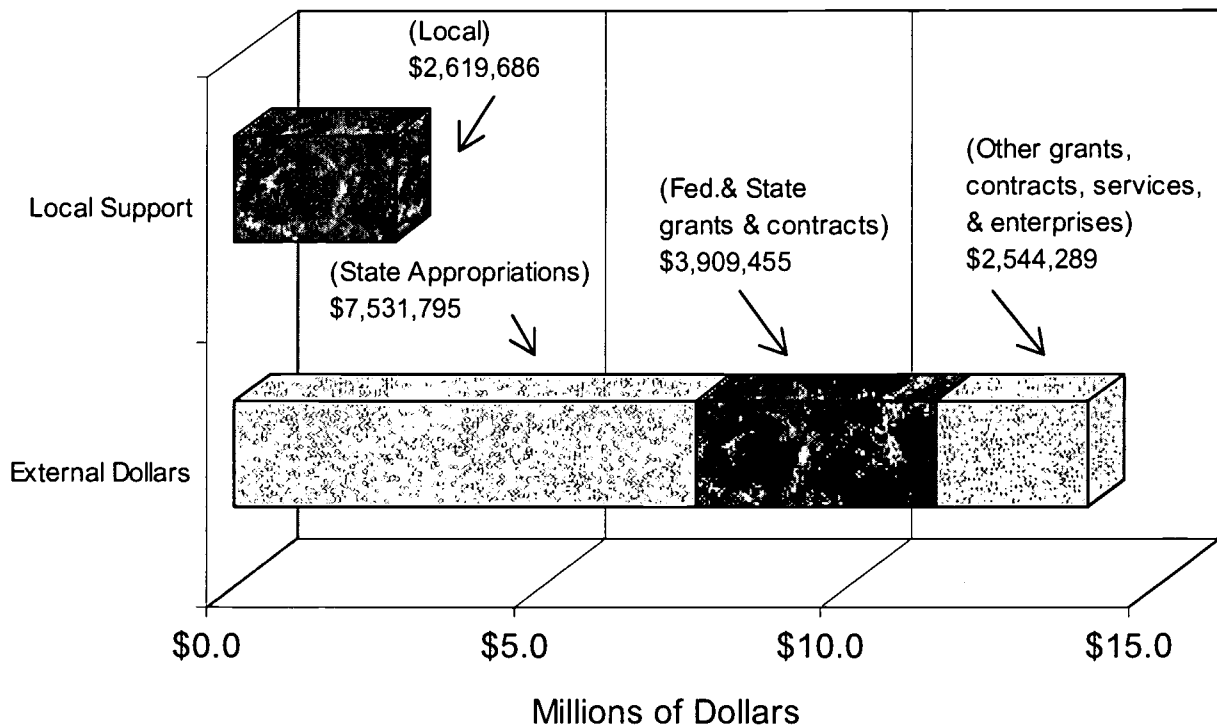 (Local)
$2,619,686
(Other grants,
contracts, services,
& enterprises)
$2,544,289
(Fed.& State
grants & contracts)
$3,909,455
Local Support
(State Appropriations)
$7,531,795
External Dollars
$0.0
$5.0
$10.0
$15.0
Millions of Dollars